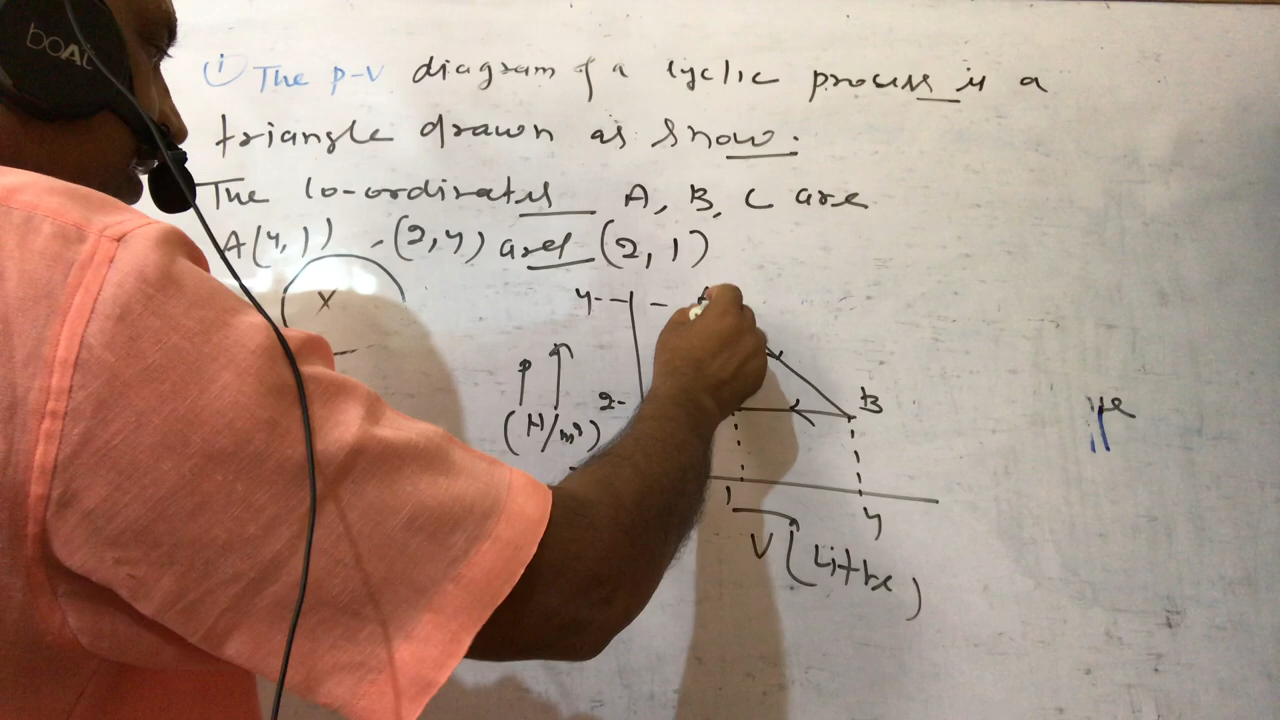 boAt
(i) The P-V diagram of a cyclic process is a
triangle drawn as show.
The co-ordinates A, B, C are
A(4,1) , (2,4) and (2,1)
x
4
P
(N/m²)
2
B
1
4
V (Litre)